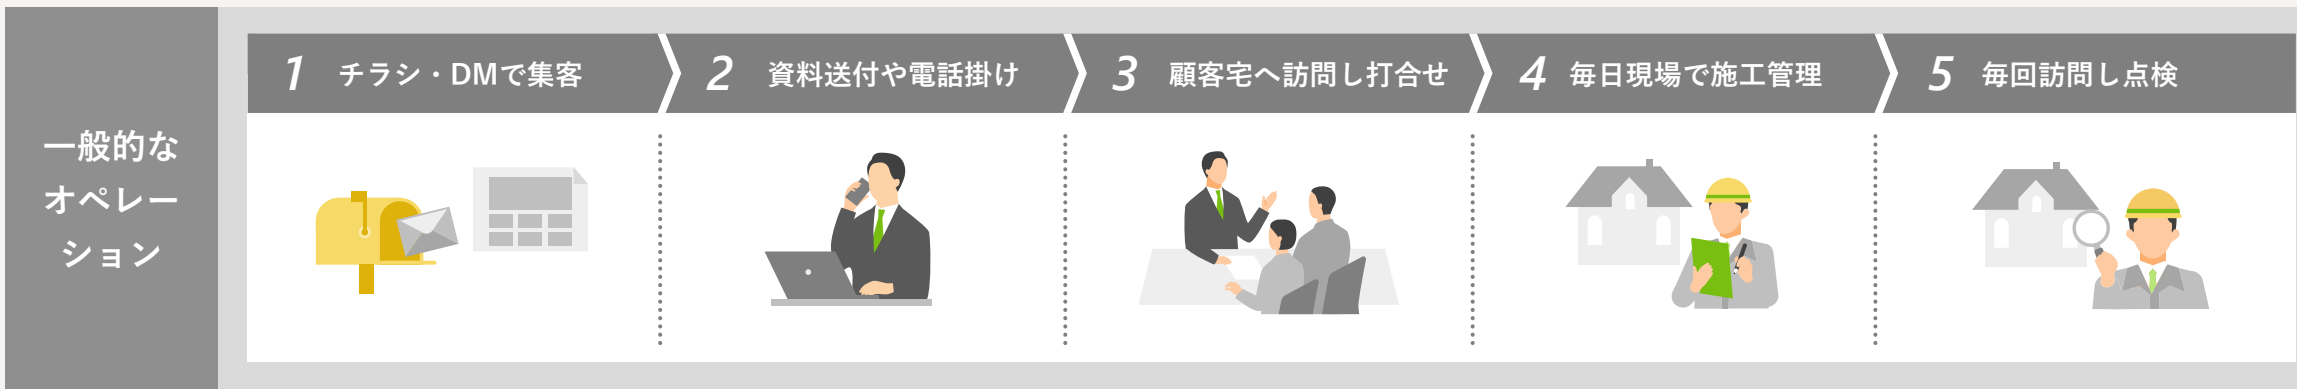 一般的な
オペレー
ション
1 チラシ・DMで集客
2 資料送付や電話掛け
3 顧客宅へ訪問し打合せ
4 毎日現場で施工管理
5 毎回訪問し点検